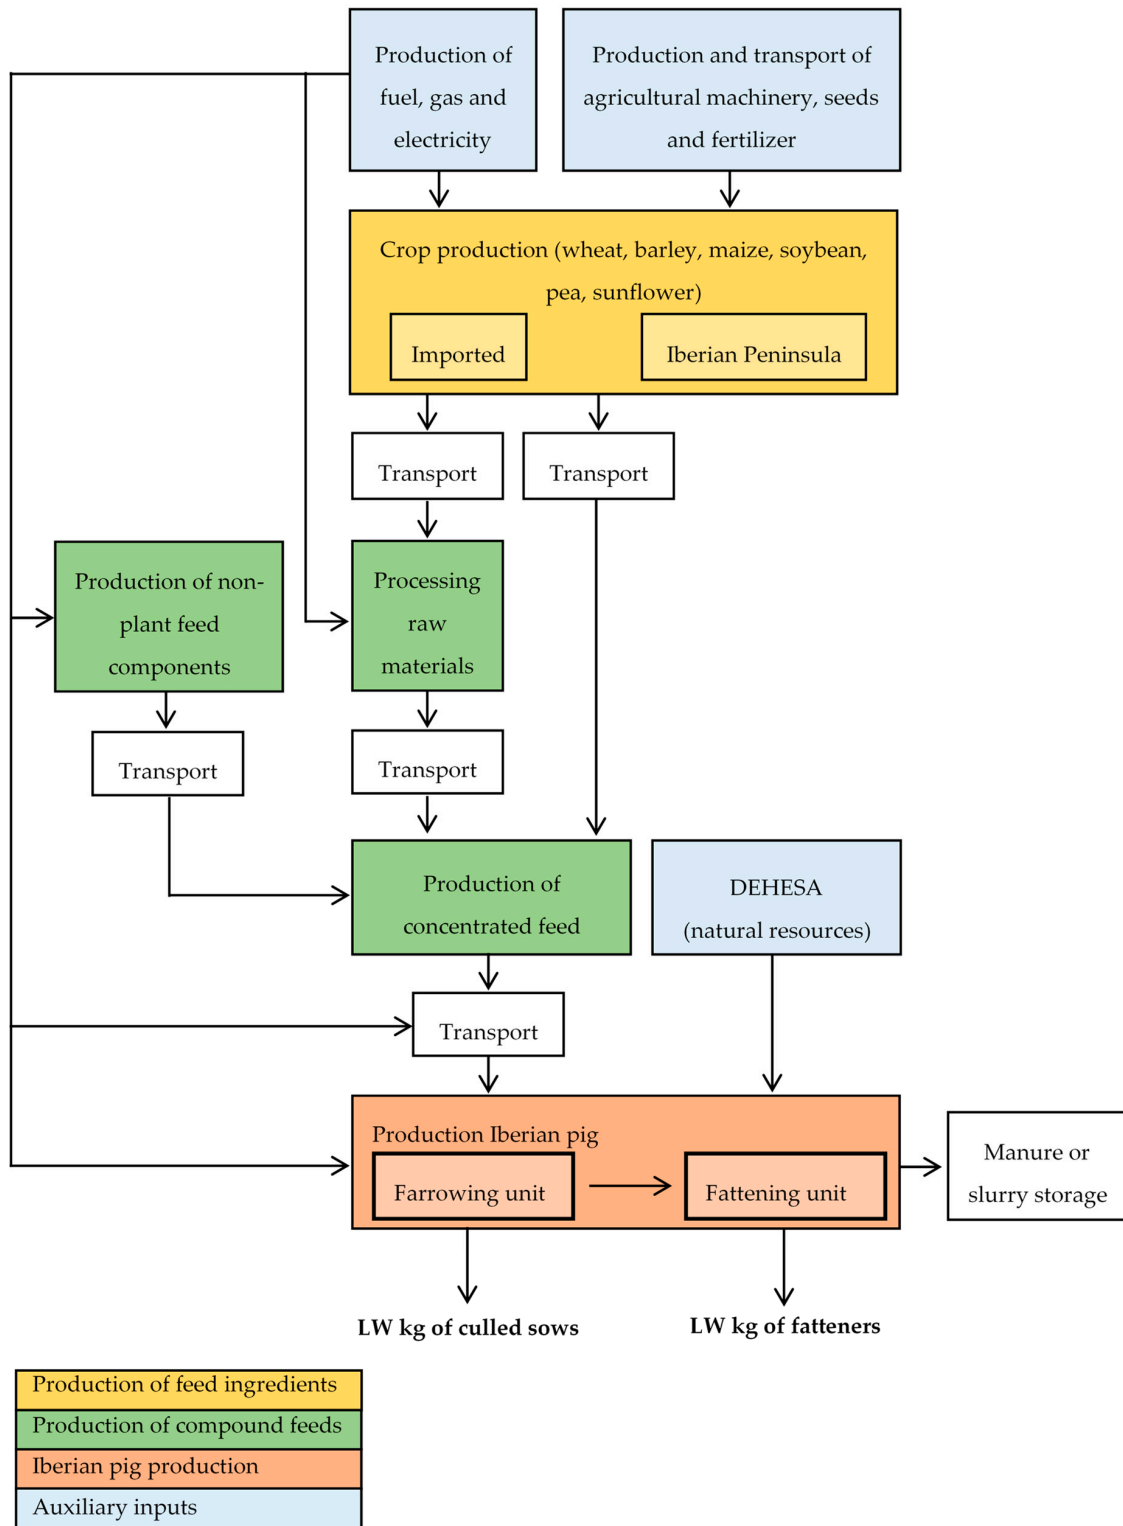 Production of
fuel, gas and
electricity
Production and transport of
agricultural machinery, seeds
and fertilizer
Crop production (wheat, barley, maize, soybean,
pea, sunflower)
Imported
Iberian Peninsula
Transport
Transport
Production of non-
plant feed
components
Processing
raw
materials
Transport
Transport
Production of
concentrated feed
DEHESA
(natural resources)
Transport
Production Iberian pig
Farrowing unit
Fattening unit
Manure or
slurry storage
LW kg of culled sows
LW kg of fatteners
Production of feed ingredients
Production of compound feeds
Iberian pig production
Auxiliary inputs